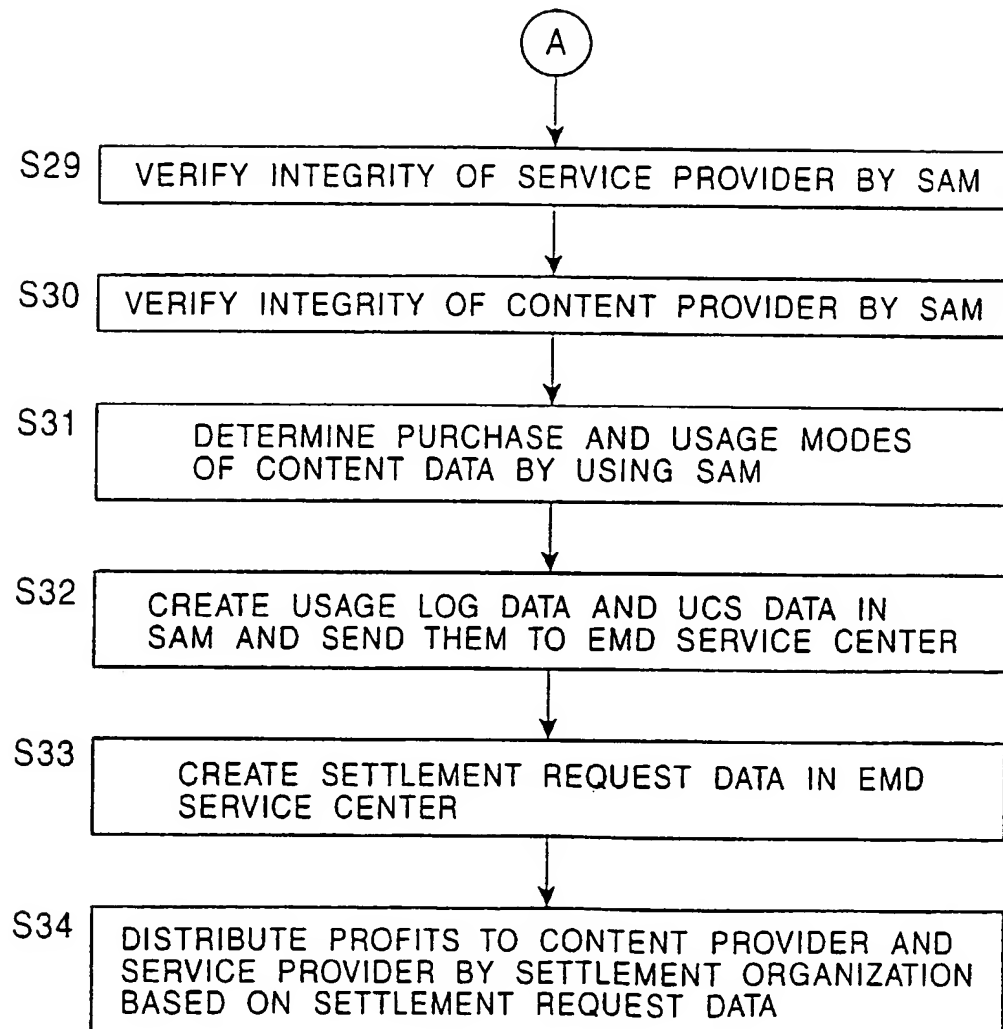 A
S29
VERIFY INTEGRITY OF SERVICE PROVIDER BY SAM
S30
VERIFY INTEGRITY OF CONTENT PROVIDER BY SAM
S31
DETERMINE PURCHASE AND USAGE MODES
OF CONTENT DATA BY USING SAM
S32
CREATE USAGE LOG DATA AND UCS DATA IN
SAM AND SEND THEM TO EMD SERVICE CENTER
S33
CREATE SETTLEMENT REQUEST DATA IN EMD
SERVICE CENTER
S34
DISTRIBUTE PROFITS TO CONTENT PROVIDER AND
SERVICE PROVIDER BY SETTLEMENT ORGANIZATION
BASED ON SETTLEMENT REQUEST DATA